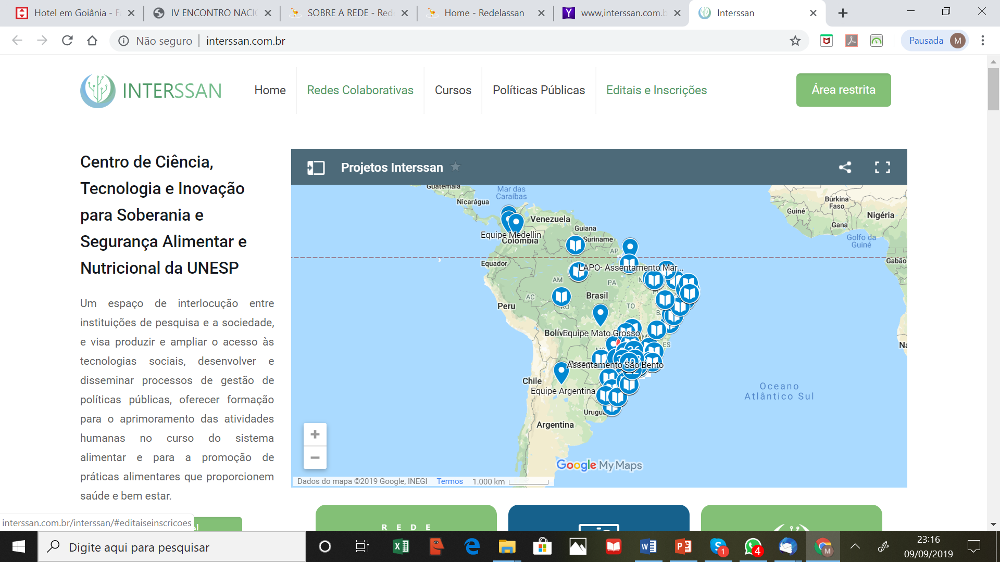 Hotel em Goiânia - F
IV ENCONTRO NACI
SOBRE A REDE - Rede
Home - Redelassan
www,interssan.com.b
Interssan
Não seguro
interssan.com.br
Pausada
M
INTERSSAN
Home
Redes Colaborativas
Cursos
Políticas Públicas
Editais e Inscrições
Área restrita
Centro de Ciência,
Tecnologia e Inovação
para Soberania e
Segurança Alimentar e
Nutricional da UNESP
Um espaço de interlocução entre
instituições de pesquisa e a sociedade,
e visa produzir e ampliar o acesso às
tecnologias sociais, desenvolver e
disseminar processos de gestão de
políticas públicas, oferecer formação
para o aprimoramento das atividades
humanas no curso do sistema
alimentar e para a promoção de
práticas alimentares que proporcionem
saúde e bem estar.
Projetos Interssan
Guatemala
Mar das
Caraíbas
Nicarágua
Venezuela
Guiana
Suriname
Equipe Medellin
Colômbia
AP
Equador
LAPO- Assentamento Mar...
AM
PA
Brasil
AC
RO
TO
Peru
Equipe Mato Grosso
ES
Assentamento São Bento
Chile
Equipe Argentina
Argentina
Burkina
Faso
Guiné
Nigéria
Gana
Golfo da
Guiné
Gabão
Na
Oceano
Atlântico Sul
Google My Maps
Dados do mapa ©2019 Google, INEGI
Termos
1.000 km
interssan.com.br/interssan/#editaiseinscricoes
REDE
Digite aqui para pesquisar
1
4
M
23:16
09/09/2019